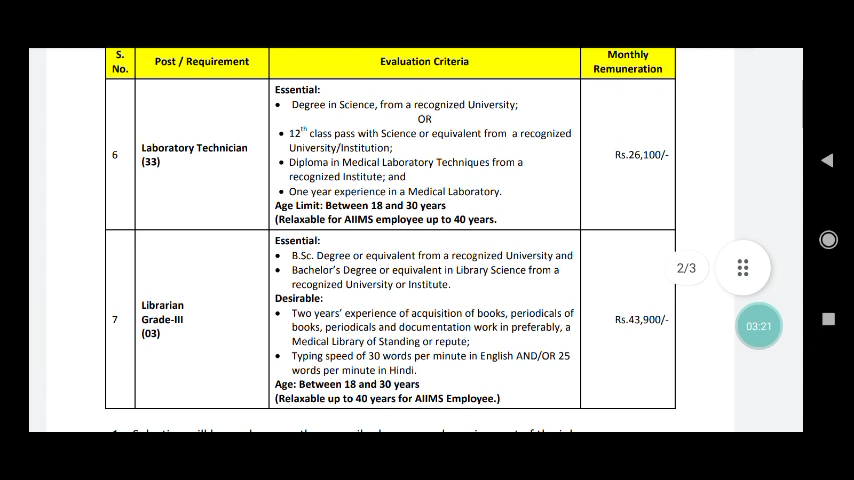 S. No.
Post / Requirement
Evaluation Criteria
Monthly Remuneration
6
Laboratory Technician
(33)
Essential:
• Degree in Science, from a recognized University;
OR
• 12th class pass with Science or equivalent from a recognized
University/Institution;
• Diploma in Medical Laboratory Techniques from a
recognized Institute; and
• One year experience in a Medical Laboratory.
Age Limit: Between 18 and 30 years
(Relaxable for AIIMS employee up to 40 years.
Rs.26,100/-
7
Librarian
Grade-III
(03)
Essential:
• B.Sc. Degree or equivalent from a recognized University and
• Bachelor's Degree or equivalent in Library Science from a
recognized University or Institute.
Desirable:
• Two years' experience of acquisition of books, periodicals of
books, periodicals and documentation work in preferably, a
Medical Library of Standing or repute;
• Typing speed of 30 words per minute in English AND/OR 25
words per minute in Hindi.
Age: Between 18 and 30 years
(Relaxable up to 40 years for AIIMS Employee.)
Rs.43,900/-
2/3
03:21